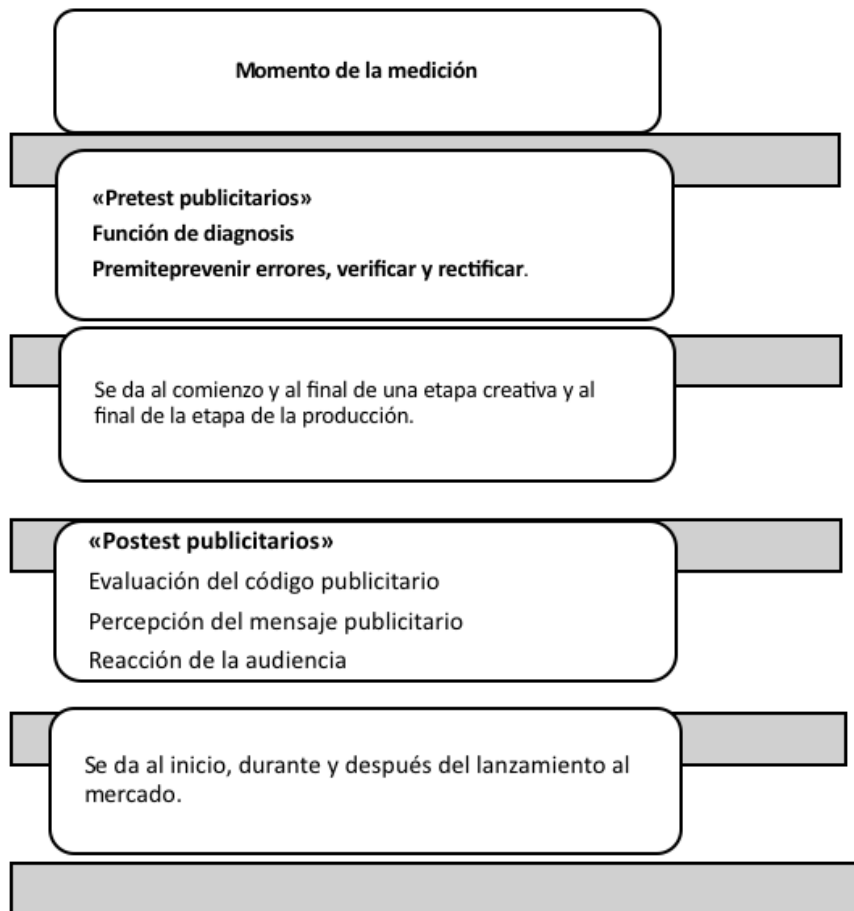 Momento de la medición
«Pretest publicitarios»
Función de diagnosis
Premiteprevenir errores, verificar y rectificar.
Se da al comienzo y al final de una etapa creativa y al
final de la etapa de la producción.
«Postest publicitarios»
Evaluación del código publicitario
Percepción del mensaje publicitario
Reacción de la audiencia
Se da al inicio, durante y después del lanzamiento al
mercado.